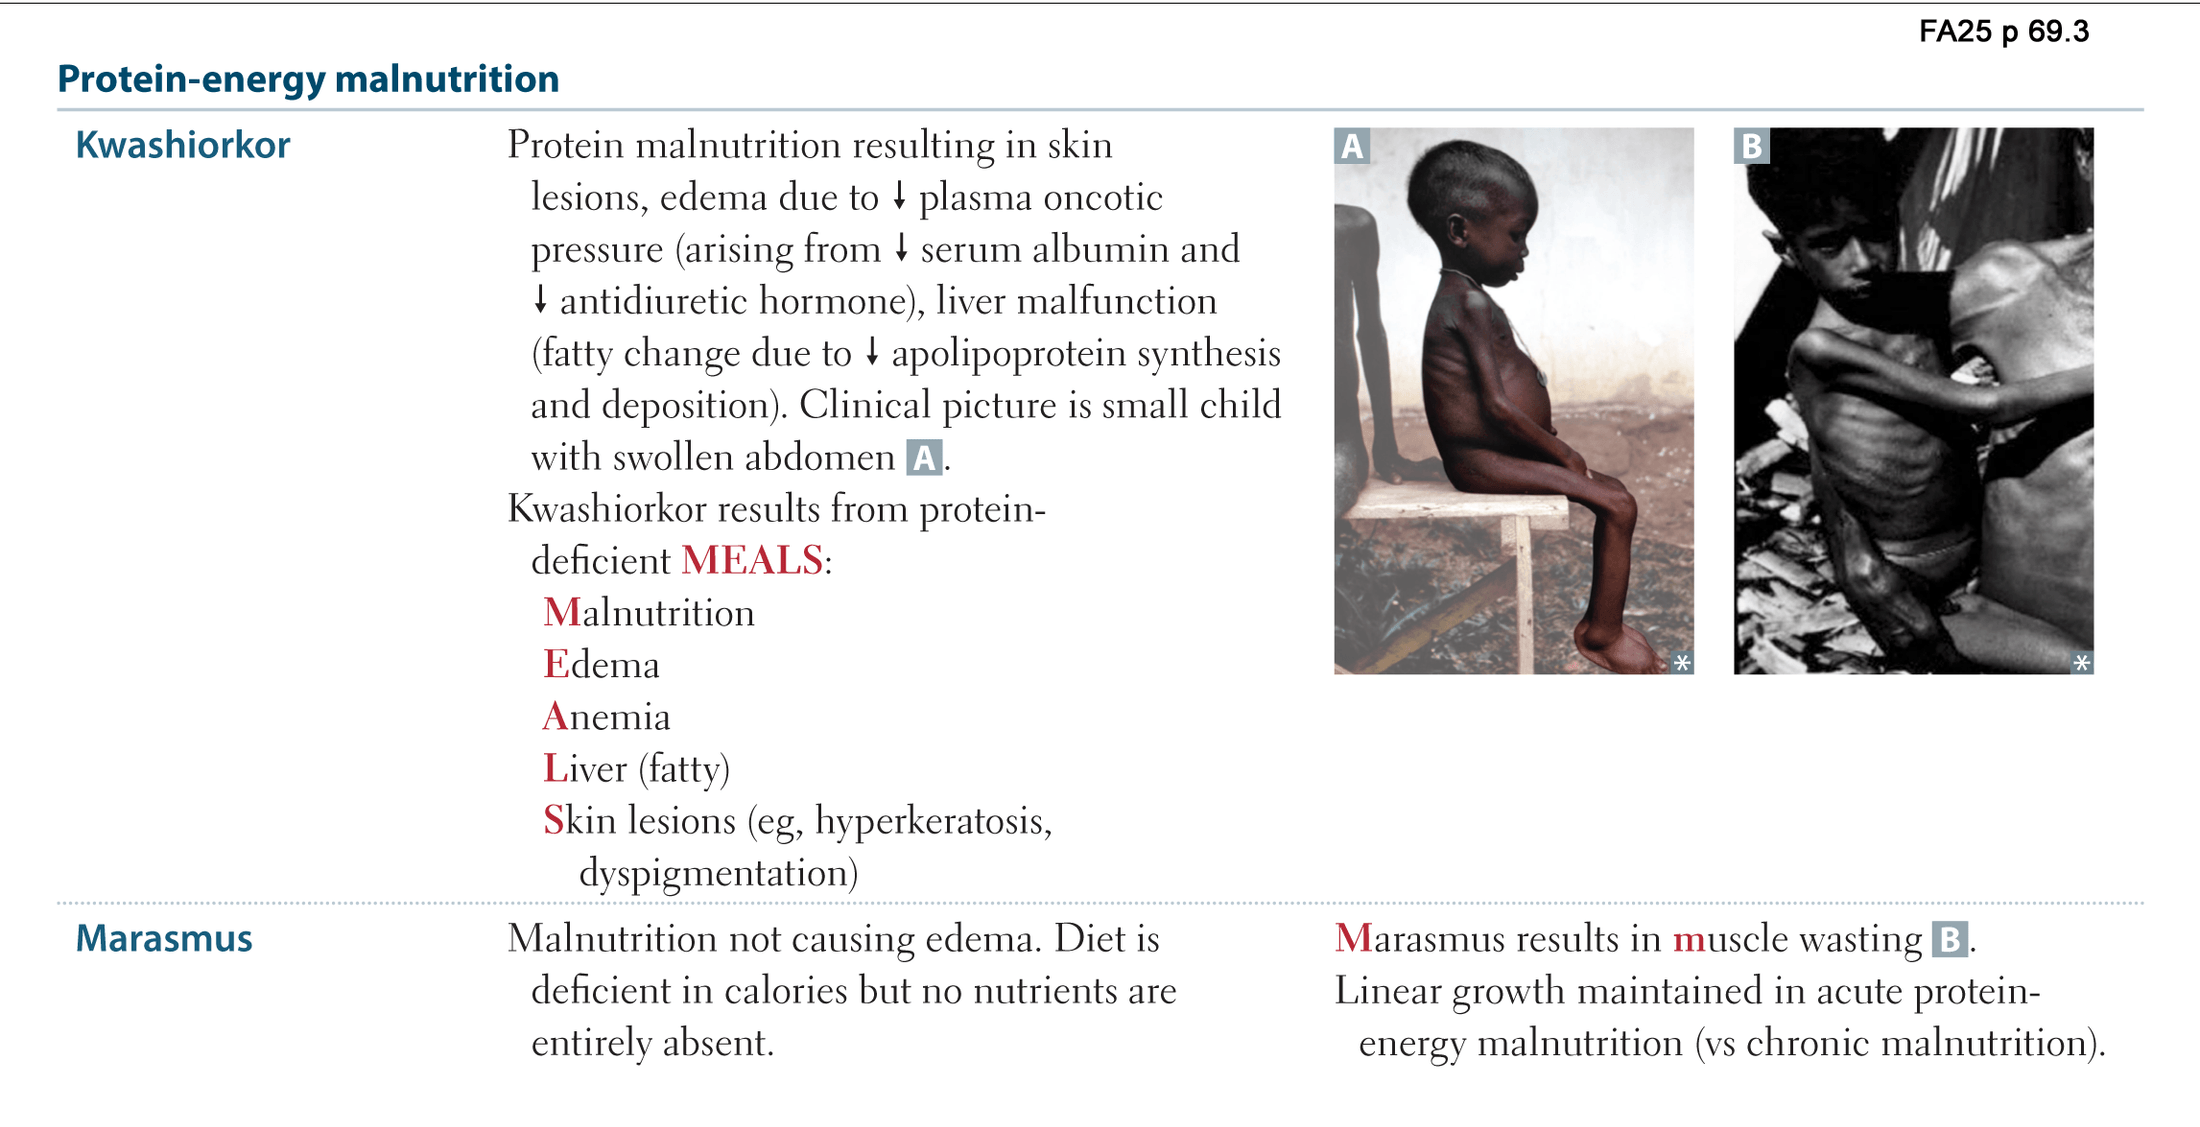 FA25 p 69.3
Protein-energy malnutrition
Kwashiorkor
Protein malnutrition resulting in skin
lesions, edema due to ↓ plasma oncotic
pressure (arising from ↓ serum albumin and
↓ antidiuretic hormone), liver malfunction
(fatty change due to ↓ apolipoprotein synthesis
and deposition). Clinical picture is small child
with swollen abdomen A.
Kwashiorkor results from protein-
deficient MEALS:
Malnutrition
Edema
Anemia
Liver (fatty)
Skin lesions (eg, hyperkeratosis,
dyspigmentation)
A
*
B
*
Marasmus
Malnutrition not causing edema. Diet is
deficient in calories but no nutrients are
entirely absent.
Marasmus results in muscle wasting B.
Linear growth maintained in acute protein-
energy malnutrition (vs chronic malnutrition).